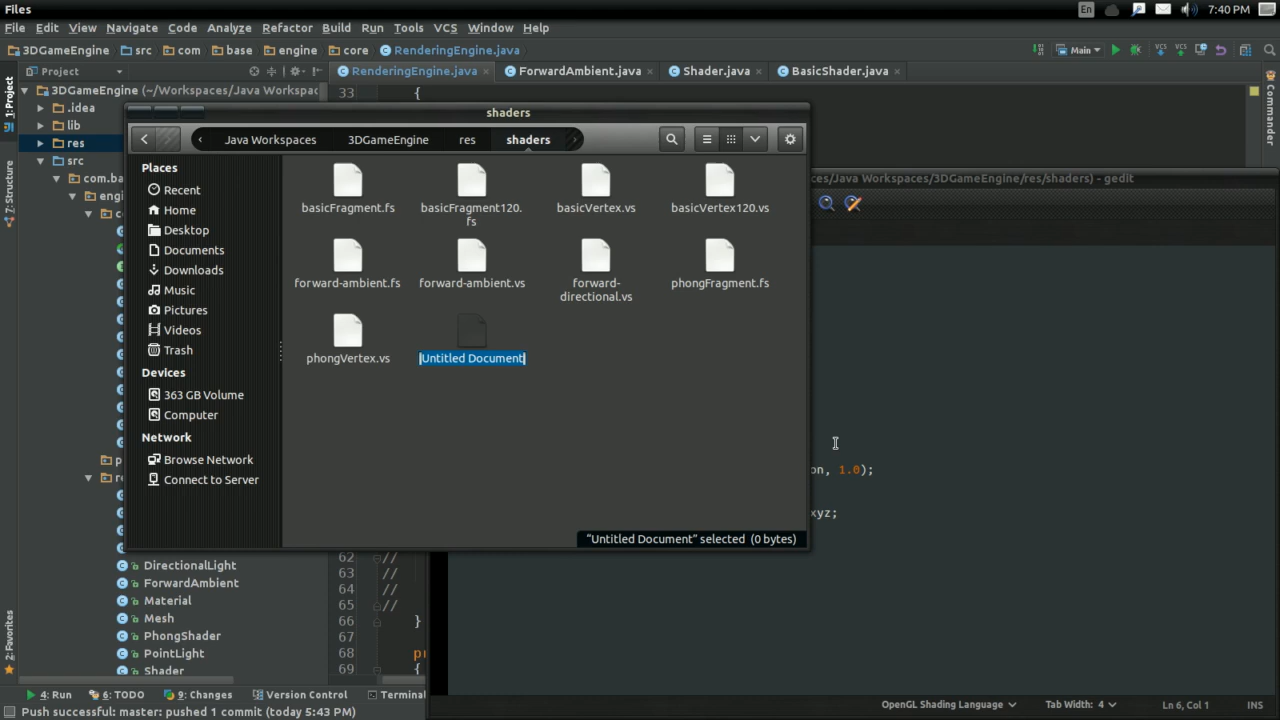 Files
En
7:40 PM
File Edit View Navigate Code Analyze Refactor Build Run Tools VCS Window Help
3DGameEngine src com base engine core RenderingEngine.java
Main
Project
RenderingEngine.java
ForwardAmbient.java
Shader.java
BasicShader.java
3DGameEngine (~/Workspaces/Java Workspac
33 {
.idea
lib
res
src
com.ba
engi
1: Project
7: Structure
2: Favorites
Commander
shaders
Java Workspaces
3DGameEngine
res
shaders
Places
Recent
Home
Desktop
Documents
Downloads
Music
Pictures
Videos
Trash
Devices
363 GB Volume
Computer
Network
Browse Network
Connect to Server
basicFragment.fs
basicFragment120.
fs
basicVertex.vs
basicVertex120.vs
forward-ambient.fs
forward-ambient.vs
forward-
directional.vs
phongFragment.fs
phongVertex.vs
Untitled Document
"Untitled Document" selected (0 bytes)
ces/Java Workspaces/3DGameEngine/res/shaders) - gedit
on, 1.0);
xyz;
DirectionalLight
ForwardAmbient
Material
Mesh
PhongShader
PointLight
Shader
62 //
63 //
64 //
65 //
66 }
67
68 pr
69 {
4: Run
6: TODO
9: Changes
Version Control
Terminal
OpenGL Shading Language
Tab Width: 4
Ln 6, Col 1
INS
Push successful: master: pushed 1 commit (today 5:43 PM)